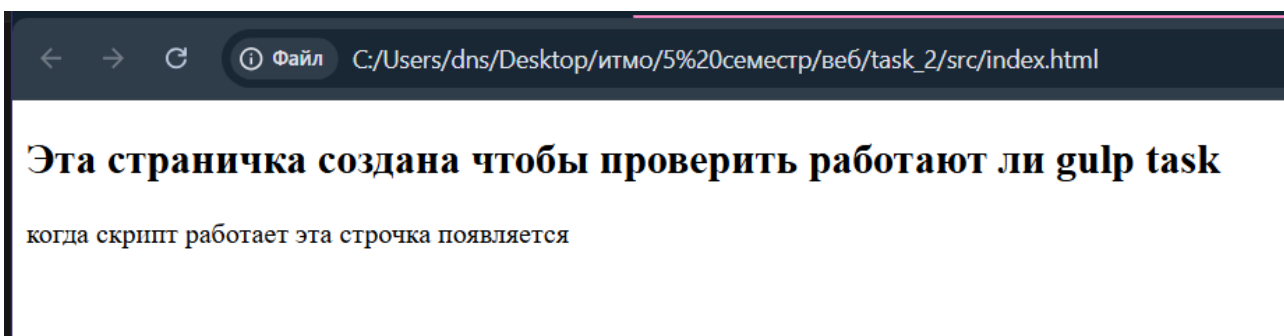 Файл C:/Users/dns/Desktop/итмо/5%20семестр/веб/task_2/src/index.html
Эта страничка создана чтобы проверить работают ли gulp task
когда скрипт работает эта строчка появляется